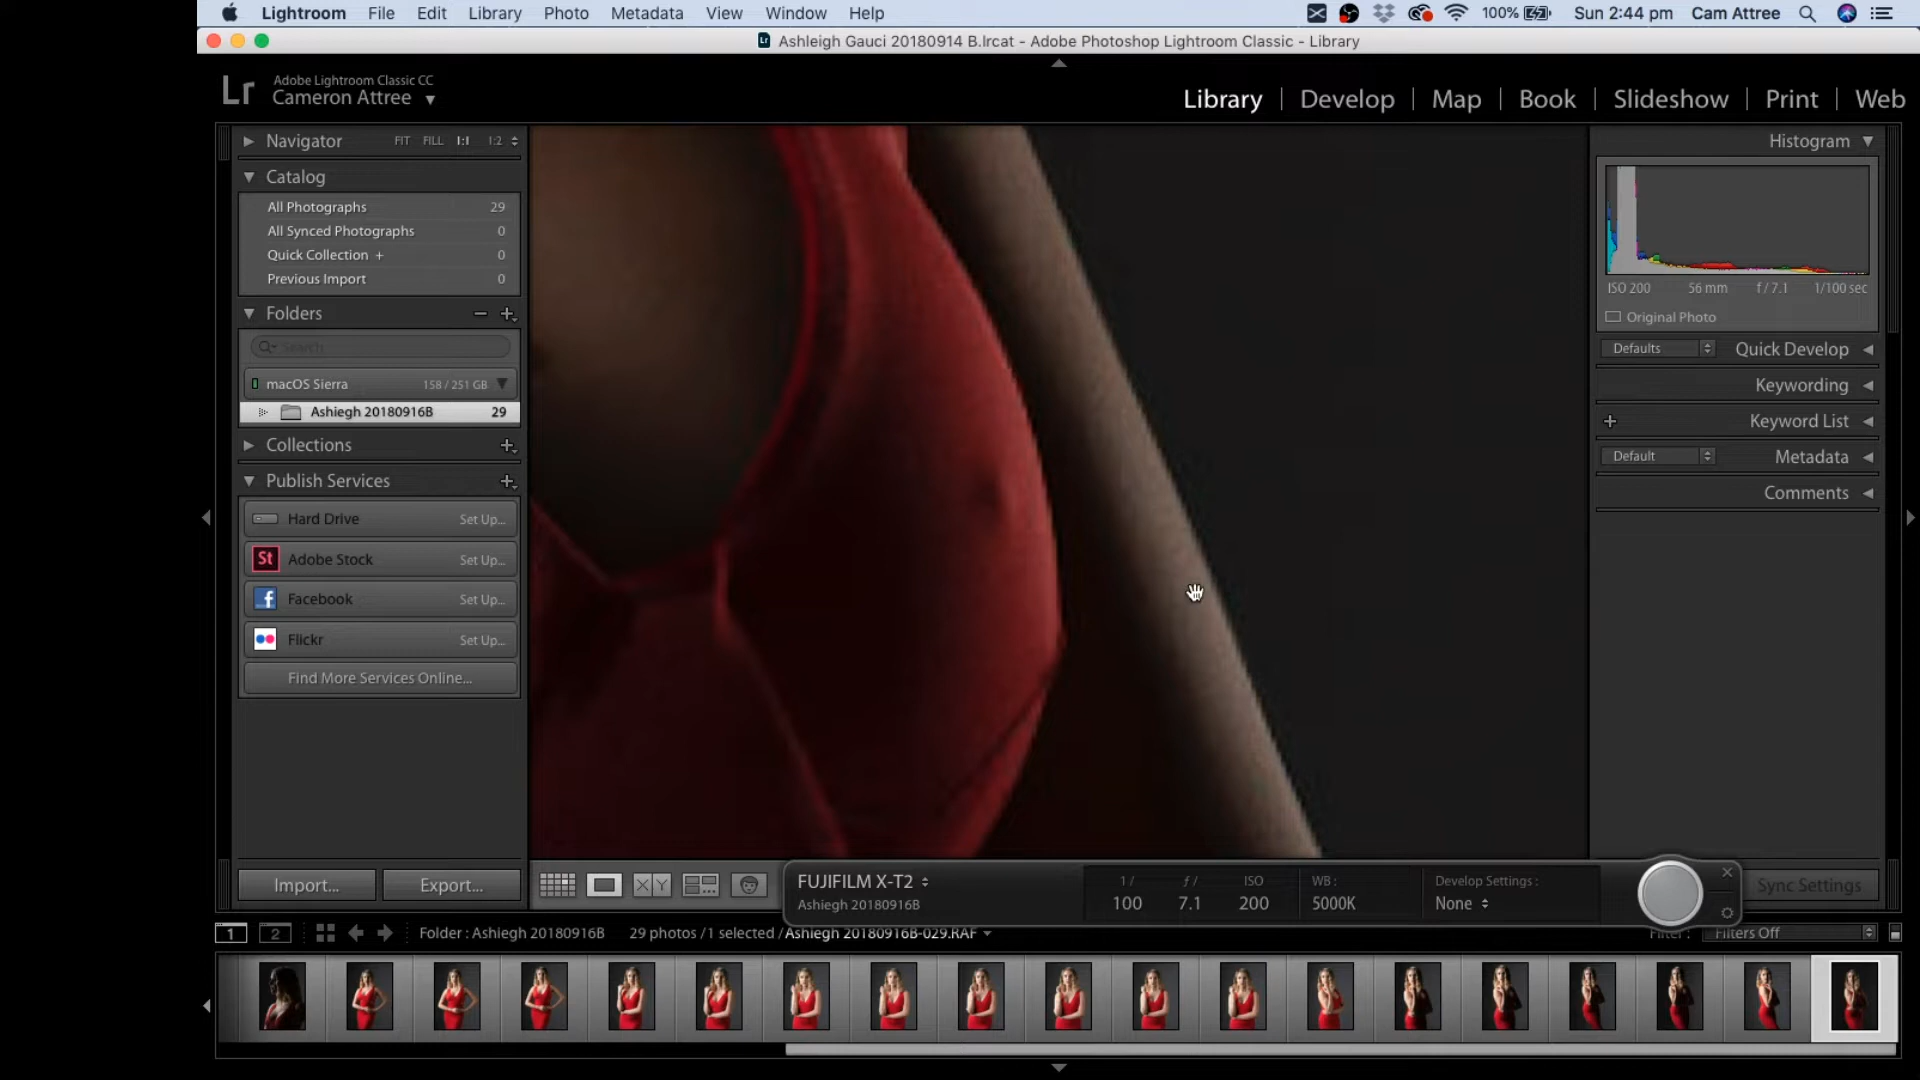 Lightroom File Edit Library Photo Metadata View Window Help 100% Sun 2:44 pm Cam Attree
Ashleigh Gauci 20180914 B.lrcat - Adobe Photoshop Lightroom Classic - Library
Lr Adobe Lightroom Classic CC
Cameron Attree
Library | Develop | Map | Book | Slideshow | Print | Web
Navigator FIT FILL 1:1 1:2
Catalog
All Photographs 29
All Synced Photographs 0
Quick Collection + 0
Previous Import 0
Folders
Search
macOS Sierra 158 / 251 GB
Ashiegh 20180916B 29
Collections
Publish Services
Hard Drive Set Up...
St Adobe Stock Set Up...
f Facebook Set Up...
Flickr Set Up...
Find More Services Online...
Import... Export...
Histogram
ISO 200 56 mm f / 7.1 1/100 sec
Original Photo
Defaults Quick Develop
Keywording
Keyword List
Default Metadata
Comments
X Y
FUJIFILM X-T2
Ashiegh 20180916B
1 / f / ISO WB : Develop Settings :
100 7.1 200 5000K None
Sync Settings
1 2 Folder : Ashiegh 20180916B 29 photos / 1 selected / Ashiegh 20180916B-029.RAF Filter : Filters Off